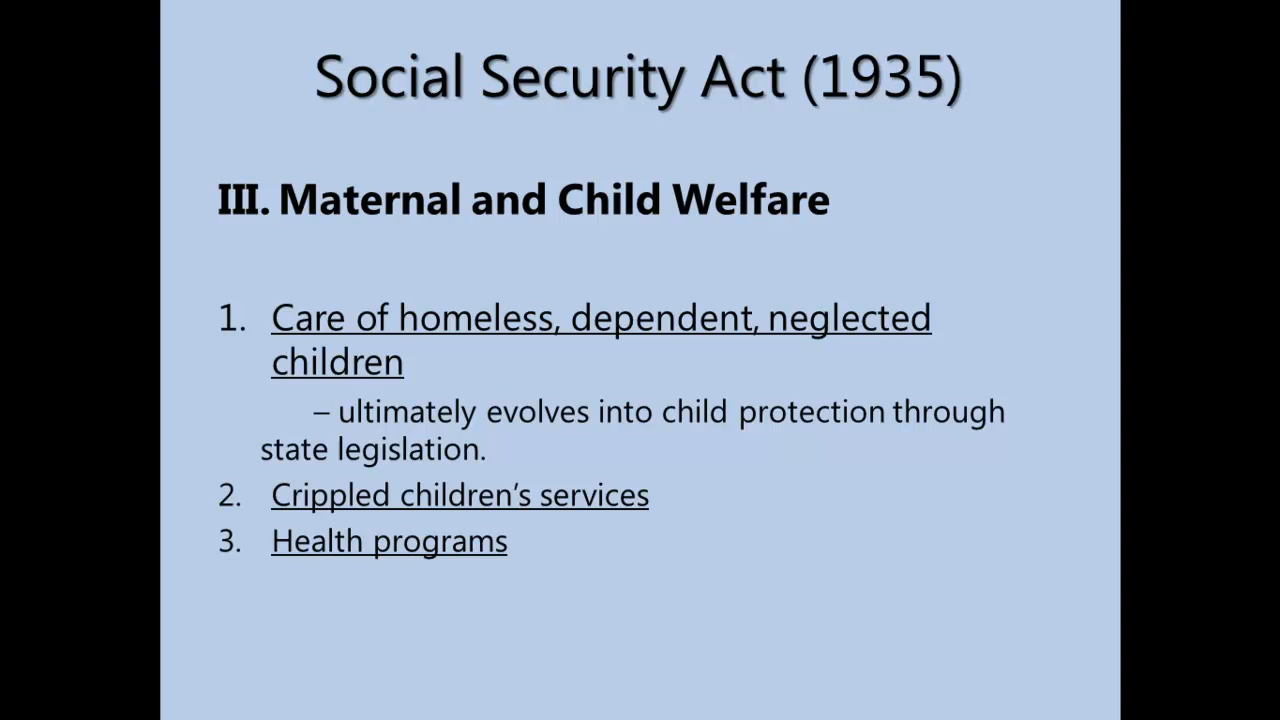 Social Security Act (1935)
III. Maternal and Child Welfare
1. Care of homeless, dependent, neglected
children
– ultimately evolves into child protection through
state legislation.
2. Crippled children’s services
3. Health programs